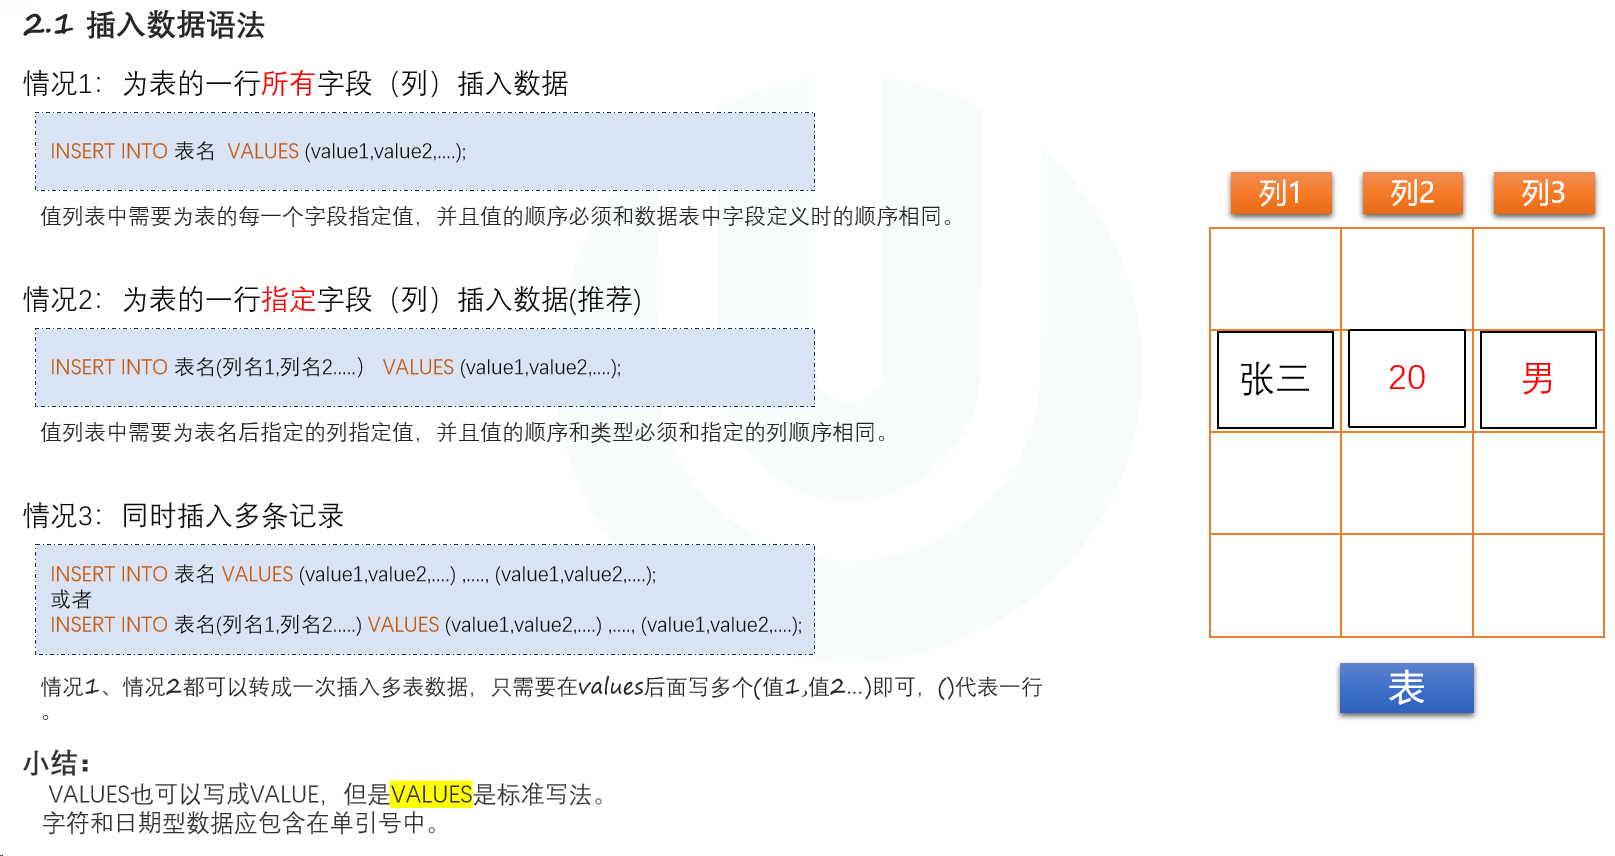 2.1 插入数据语法
情况1：为表的一行所有字段（列）插入数据
INSERT INTO 表名 VALUES (value1,value2,....);
值列表中需要为表的每一个字段指定值，并且值的顺序必须和数据表中字段定义时的顺序相同。
情况2：为表的一行指定字段（列）插入数据(推荐)
INSERT INTO 表名(列名1,列名2.....） VALUES (value1,value2,....);
值列表中需要为表名后指定的列指定值，并且值的顺序和类型必须和指定的列顺序相同。
情况3：同时插入多条记录
INSERT INTO 表名 VALUES (value1,value2,....) ,...., (value1,value2,....);
或者
INSERT INTO 表名(列名1,列名2.....) VALUES (value1,value2,....) ,...., (value1,value2,....);
情况1、情况2都可以转成一次插入多表数据，只需要在values后面写多个(值1,值2...)即可，()代表一行
。
小结：
VALUES也可以写成VALUE，但是VALUES是标准写法。
字符和日期型数据应包含在单引号中。
列1 列2 列3
张三 20 男
表